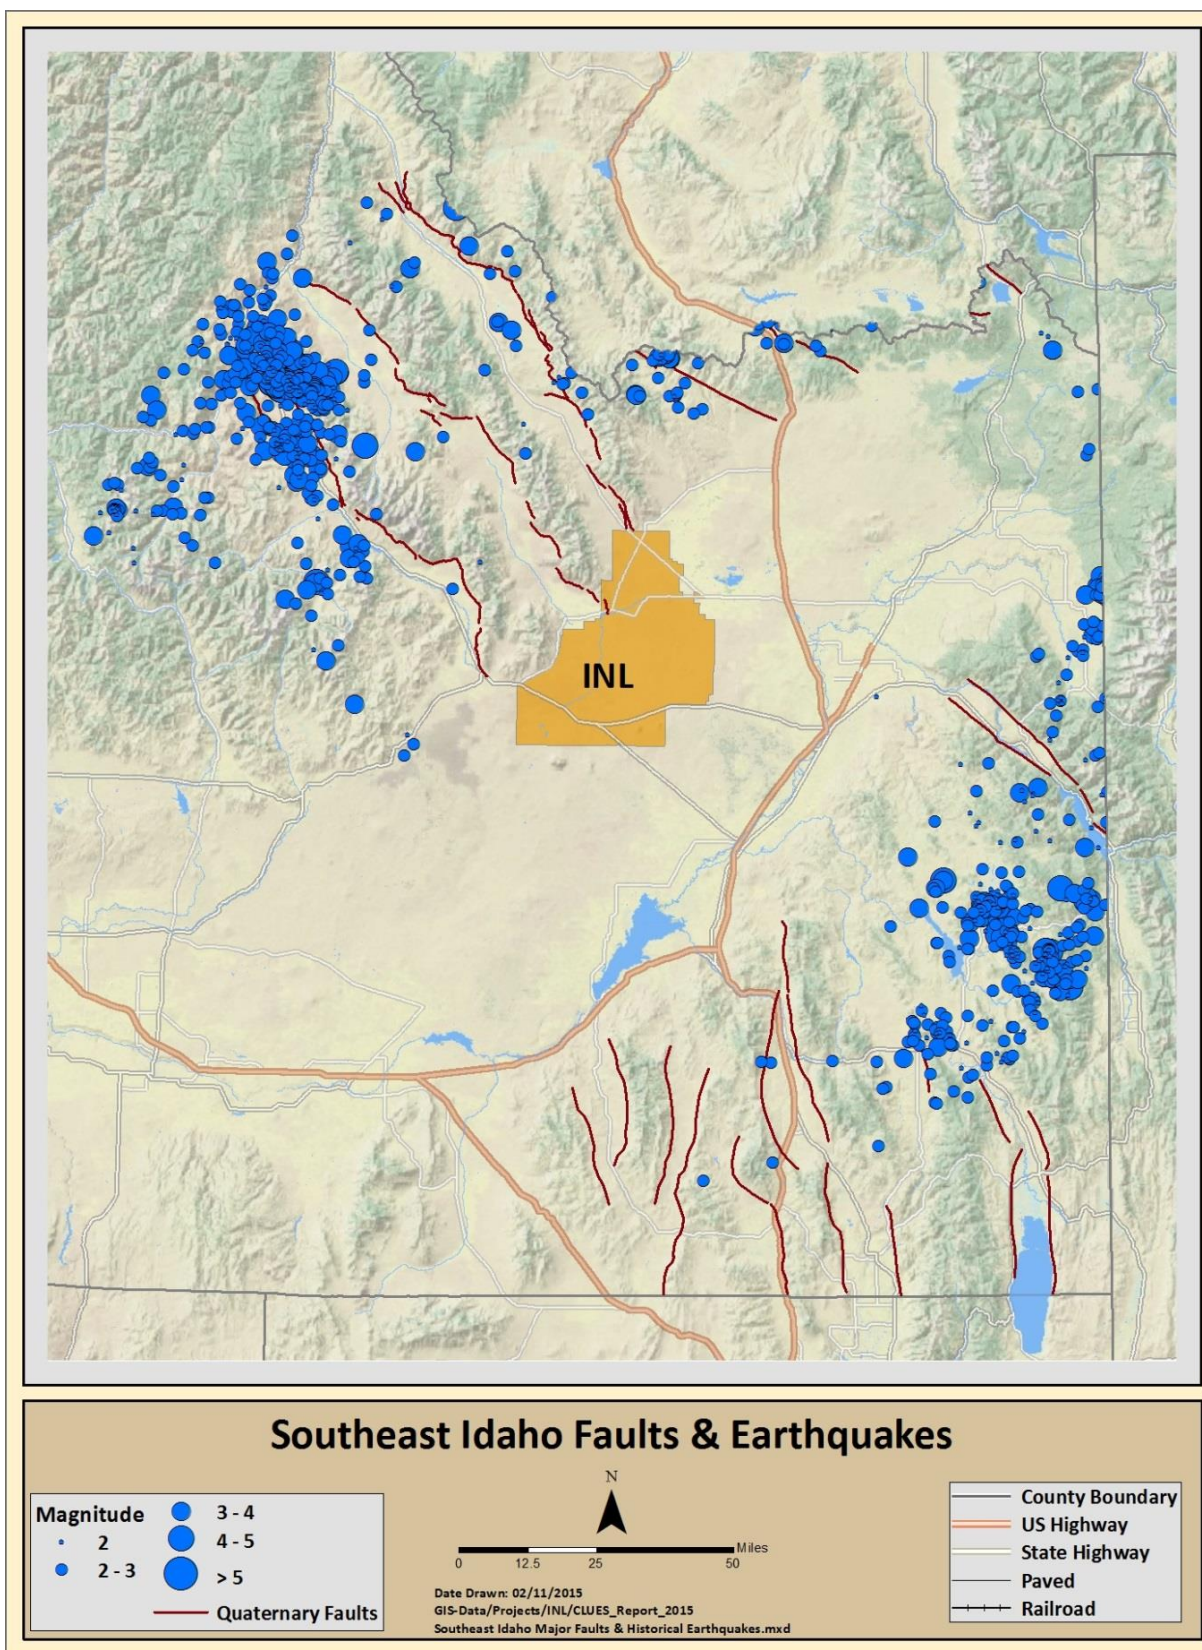 INL
Southeast Idaho Faults & Earthquakes
Magnitude
2
2 - 3
3 - 4
4 - 5
> 5
Quaternary Faults
N
0 12.5 25 50 Miles
Date Drawn: 02/11/2015
GIS-Data/Projects/INL/CLUES_Report_2015
Southeast Idaho Major Faults & Historical Earthquakes.mxd
County Boundary
US Highway
State Highway
Paved
Railroad